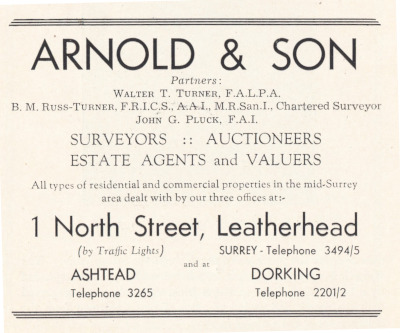 ARNOLD & SON
Partners:
WALTER T. TURNER, F.A.L.P.A.
B. M. RUSS-TURNER, F.R.I.C.S., A.A.I., M.R.San.I., Chartered Surveyor
JOHN G. PLUCK, F.A.I.
SURVEYORS :: AUCTIONEERS
ESTATE AGENTS and VALUERS
All types of residential and commercial properties in the mid-Surrey
area dealt with by our three offices at:-
1 North Street, Leatherhead
(by Traffic Lights) SURREY - Telephone 3494/5
and at
ASHTEAD DORKING
Telephone 3265 Telephone 2201/2